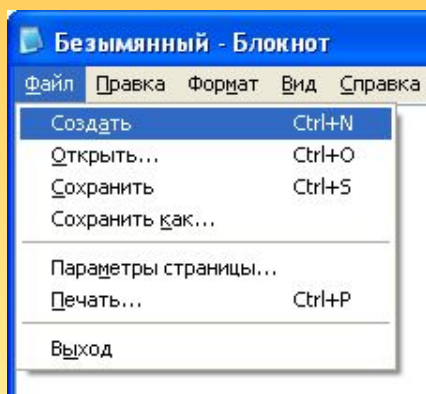 Безымянный - Блокнот
Файл Правка Формат Вид Справка
Создать Ctrl+N
Открыть... Ctrl+O
Сохранить Ctrl+S
Сохранить как...
Параметры страницы...
Печать... Ctrl+P
Выход